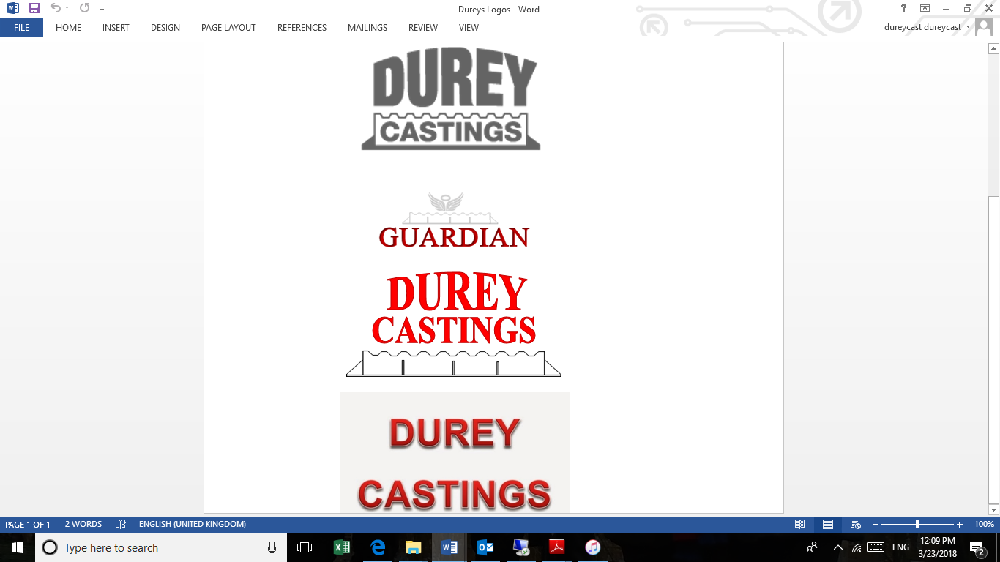 Dureys Logos - Word
?
FILE HOME INSERT DESIGN PAGE LAYOUT REFERENCES MAILINGS REVIEW VIEW
dureycast dureycast
DUREY
CASTINGS
GUARDIAN
DUREY
CASTINGS
DUREY
CASTINGS
PAGE 1 OF 1 2 WORDS ENGLISH (UNITED KINGDOM)
100%
Type here to search
ENG
12:09 PM
3/23/2018
2